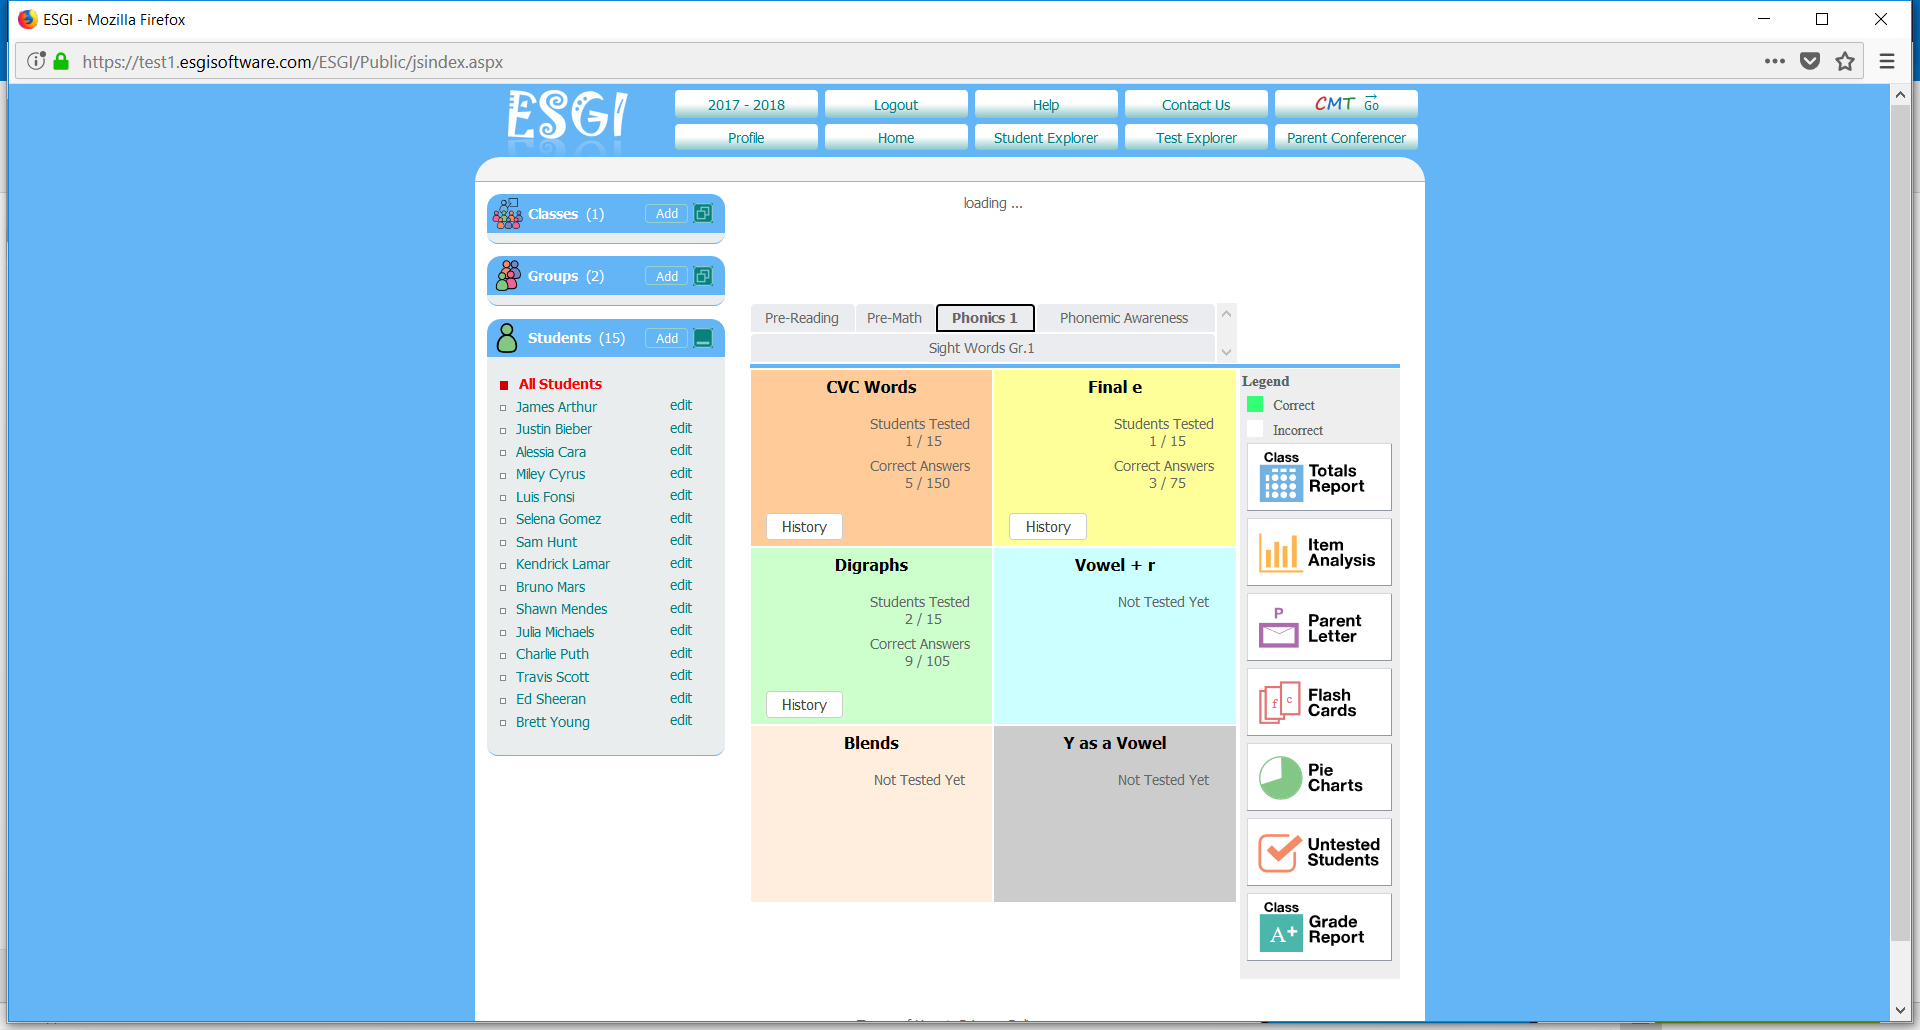 ESGI - Mozilla Firefox
https://test1.esgisoftware.com/ESGI/Public/jsindex.aspx
ESGI
2017 - 2018
Logout
Help
Contact Us
CMT Go
Profile
Home
Student Explorer
Test Explorer
Parent Conferencer
Classes (1)
Add
Groups (2)
Add
Students (15)
Add
All Students
James Arthur edit
Justin Bieber edit
Alessia Cara edit
Miley Cyrus edit
Luis Fonsi edit
Selena Gomez edit
Sam Hunt edit
Kendrick Lamar edit
Bruno Mars edit
Shawn Mendes edit
Julia Michaels edit
Charlie Puth edit
Travis Scott edit
Ed Sheeran edit
Brett Young edit
loading ...
Pre-Reading
Pre-Math
Phonics 1
Phonemic Awareness
Sight Words Gr.1
CVC Words
Students Tested
1 / 15
Correct Answers
5 / 150
History
Final e
Students Tested
1 / 15
Correct Answers
3 / 75
History
Digraphs
Students Tested
2 / 15
Correct Answers
9 / 105
History
Vowel + r
Not Tested Yet
Blends
Not Tested Yet
Y as a Vowel
Not Tested Yet
Legend
Correct
Incorrect
Class
Totals
Report
Item
Analysis
P
Parent
Letter
f c
Flash
Cards
Pie
Charts
Untested
Students
Class
A+
Grade
Report